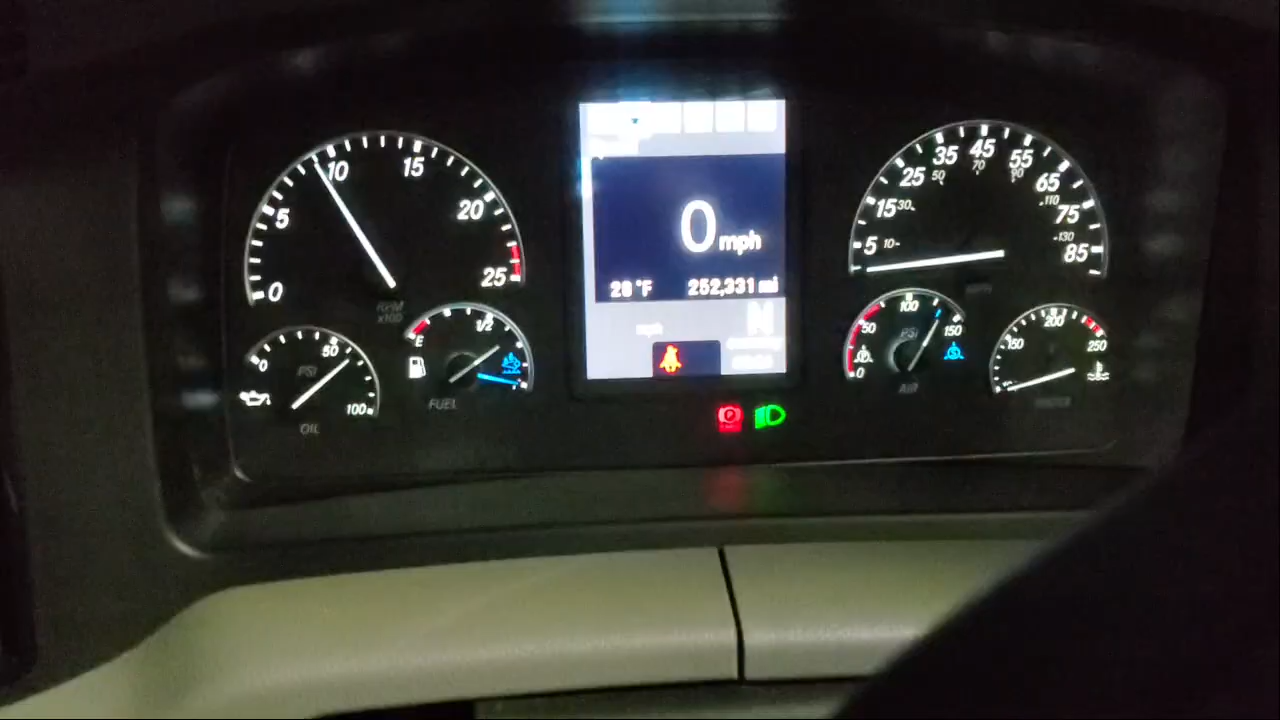 0 5 10 15 20 25
RPM
x100
0 50 100
PSI
OIL
E 1/2
FUEL
0 mph
28 °F 252,331 mi
mph
N
5 15 25 35 45 55 65 75 85
10 30 50 70 90 110 130
MPH
0 50 100 150
PSI
P
S
AIR
150 200 250
WATER
P